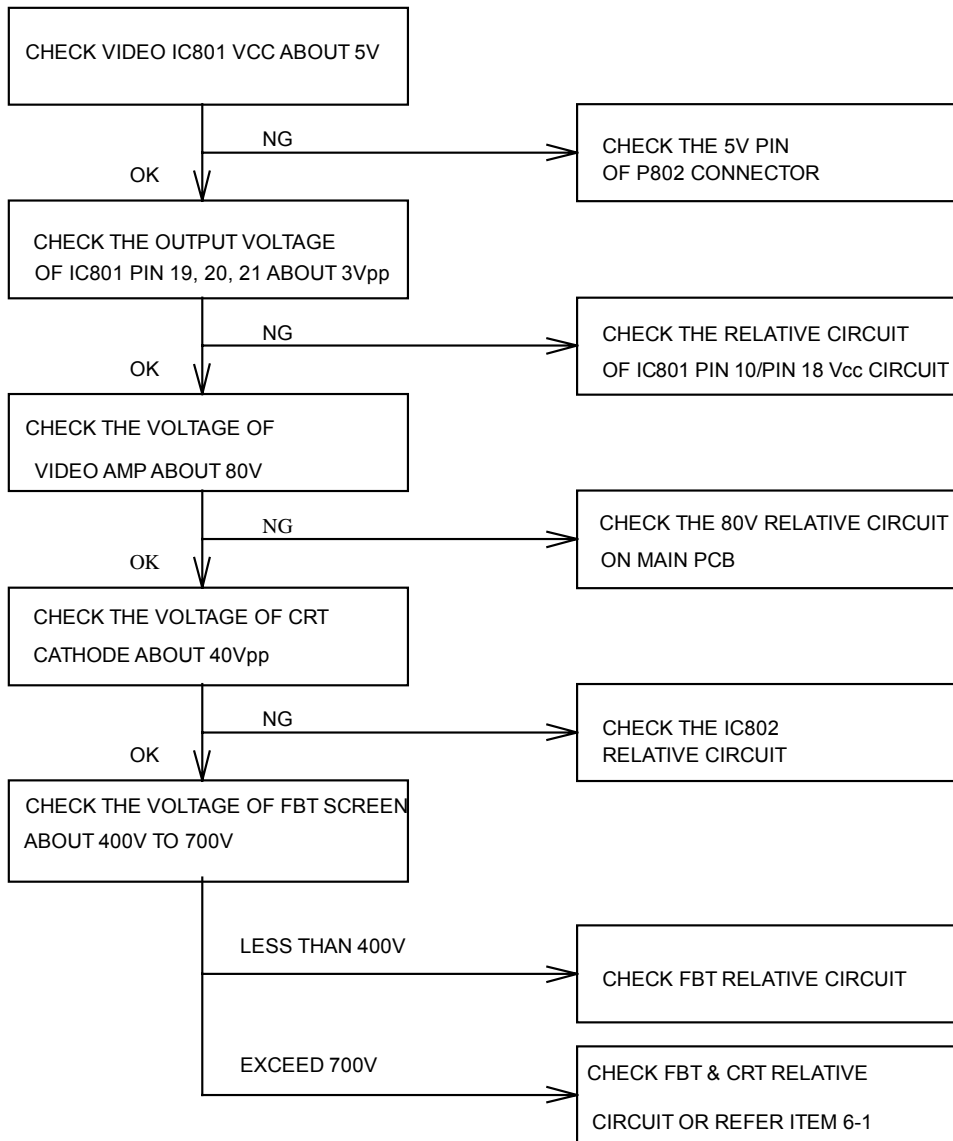 CHECK VIDEO IC801 VCC ABOUT 5V
NG
CHECK THE 5V PIN
OF P802 CONNECTOR
OK
CHECK THE OUTPUT VOLTAGE
OF IC801 PIN 19, 20, 21 ABOUT 3Vpp
NG
CHECK THE RELATIVE CIRCUIT
OF IC801 PIN 10/PIN 18 Vcc CIRCUIT
OK
CHECK THE VOLTAGE OF
VIDEO AMP ABOUT 80V
NG
CHECK THE 80V RELATIVE CIRCUIT
ON MAIN PCB
OK
CHECK THE VOLTAGE OF CRT
CATHODE ABOUT 40Vpp
NG
CHECK THE IC802
RELATIVE CIRCUIT
OK
CHECK THE VOLTAGE OF FBT SCREEN
ABOUT 400V TO 700V
LESS THAN 400V
CHECK FBT RELATIVE CIRCUIT
EXCEED 700V
CHECK FBT & CRT RELATIVE
CIRCUIT OR REFER ITEM 6-1